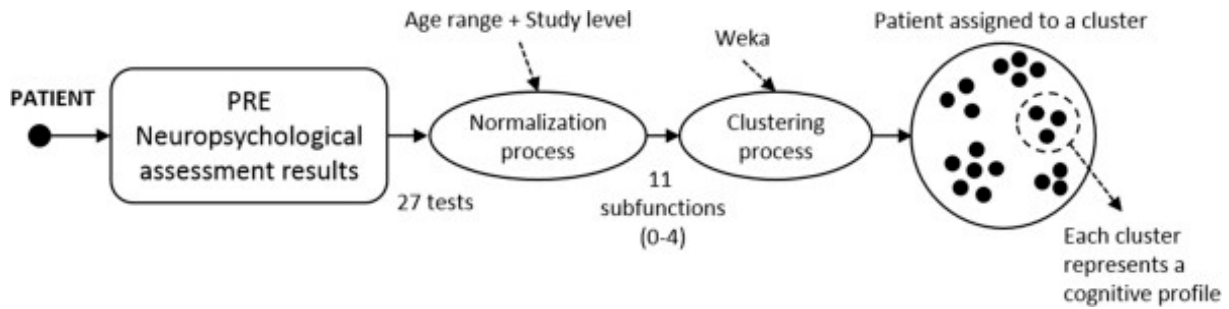 Age range + Study level
Weka
Patient assigned to a cluster
PATIENT
PRE
Neuropsychological
assessment results
Normalization
process
Clustering
process
27 tests
11
subfunctions
(0-4)
Each cluster
represents a
cognitive profile